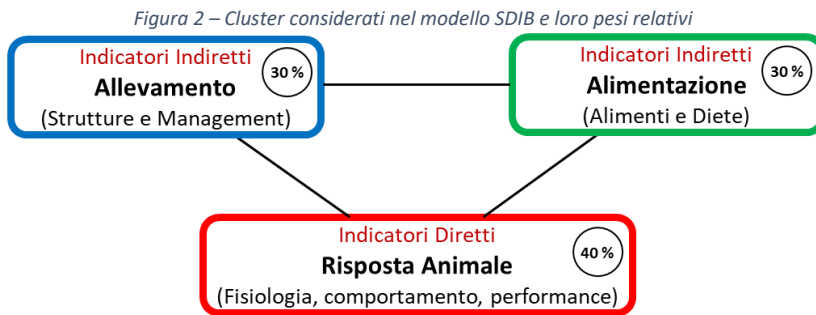 Figura 2 – Cluster considerati nel modello SDIB e loro pesi relativi
Indicatori Indiretti
30 %
Allevamento
(Strutture e Management)
Indicatori Indiretti
30 %
Alimentazione
(Alimenti e Diete)
Indicatori Diretti
40 %
Risposta Animale
(Fisiologia, comportamento, performance)